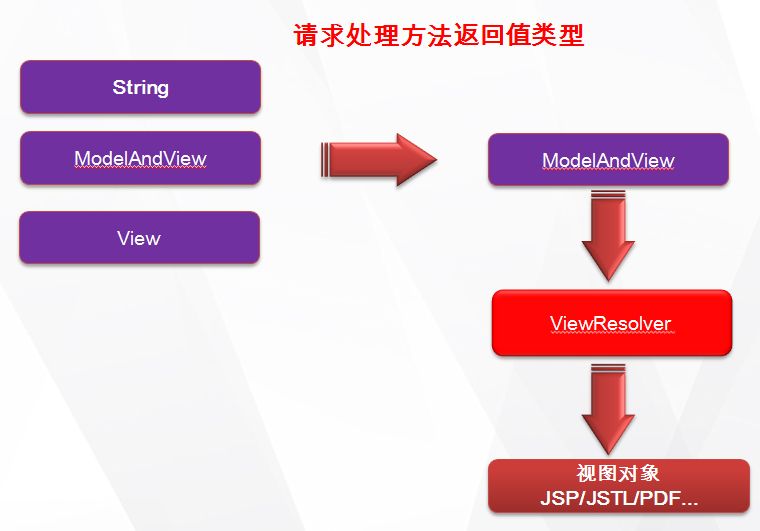 请求处理方法返回值类型
String
ModelAndView
View
ModelAndView
ViewResolver
视图对象
JSP/JSTL/PDF...